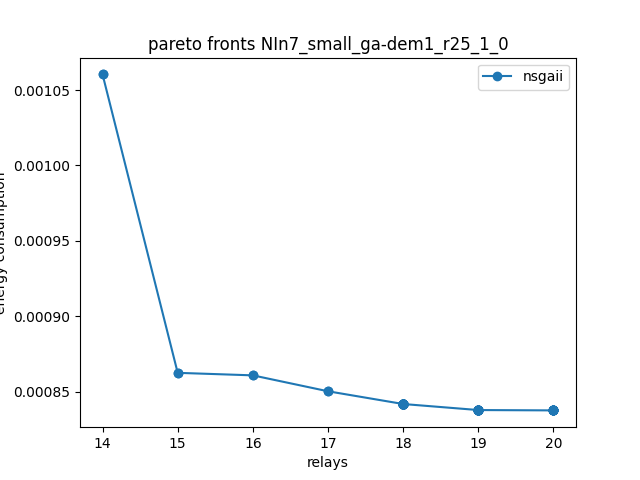 pareto fronts NIn7_small_ga-dem1_r25_1_0
nsgaii
0.00105
0.00100
0.00095
0.00090
0.00085
energy consumption
14 15 16 17 18 19 20
relays